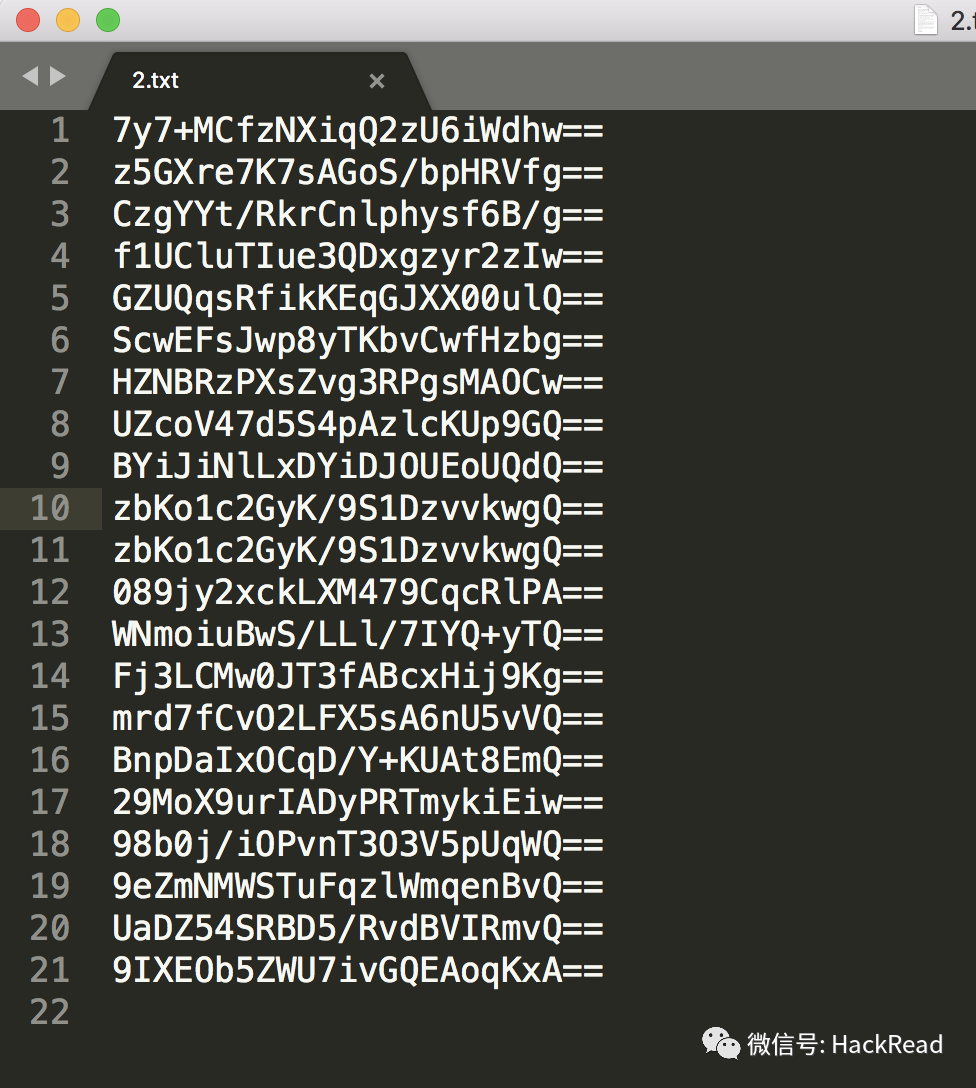 2.t
2.txt
1 7y7+MCfzNXiqQ2zU6iWdhw==
2 z5GXre7K7sAGoS/bpHRVfg==
3 CzgYYt/RkrCnlphysf6B/g==
4 f1UCluTIue3QDxgzyr2zIw==
5 GZUQqsRfikKEqGJXX00ulQ==
6 ScwEFsJwp8yTKbvCwfHzbg==
7 HZNBRzPXsZvg3RPgsMAOCw==
8 UZcoV47d5S4pAzlcKUp9GQ==
9 BYiJiNlLxDYiDJOUEoUQdQ==
10 zbKo1c2GyK/9S1DzvvkwgQ==
11 zbKo1c2GyK/9S1DzvvkwgQ==
12 089jy2xckLXM479CqcRlPA==
13 WNmoiuBwS/LLl/7IYQ+yTQ==
14 Fj3LCMw0JT3fABcxHij9Kg==
15 mrd7fCvO2LFX5sA6nU5vVQ==
16 BnpDaIxOCqD/Y+KUAt8EmQ==
17 29MoX9urIADyPRTmykiEiw==
18 98b0j/iOPvnT3O3V5pUqWQ==
19 9eZmNMWSTuFqzlWmqenBvQ==
20 UaDZ54SRBD5/RvdBVIRmvQ==
21 9IXEOb5ZWU7ivGQEAoqKxA==
22
微信号: HackRead